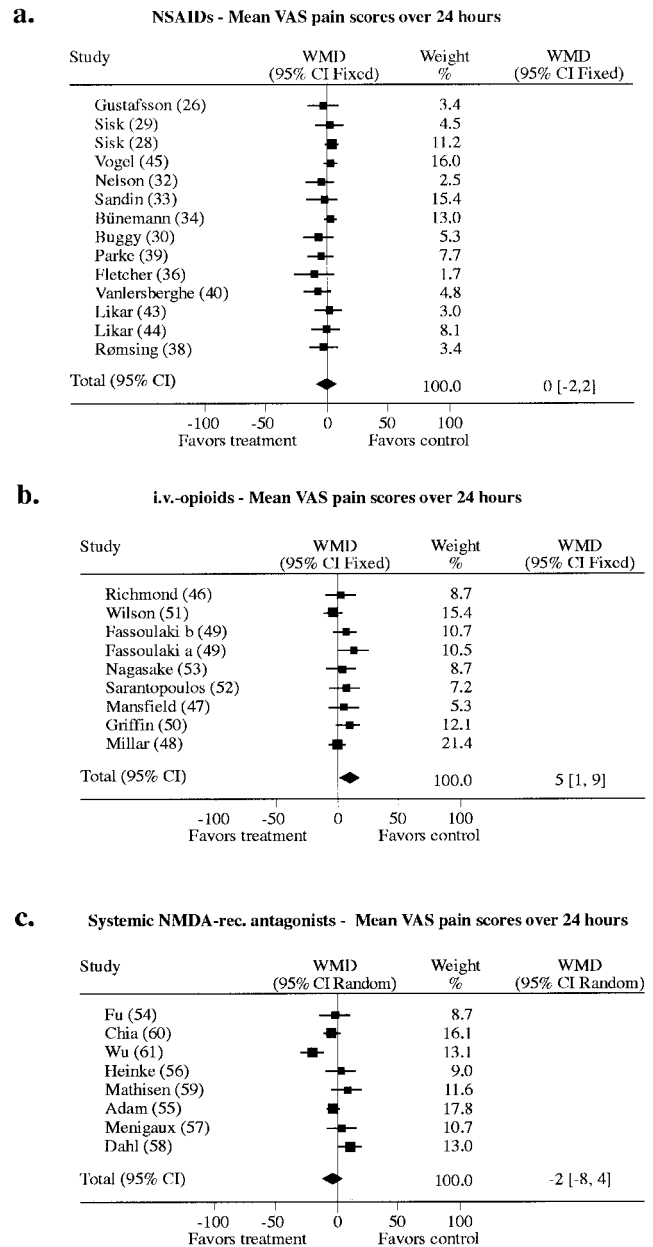 a.
NSAIDs - Mean VAS pain scores over 24 hours
Study WMD Weight WMD
(95% CI Fixed) % (95% CI Fixed)
Gustafsson (26) 3.4
Sisk (29) 4.5
Sisk (28) 11.2
Vogel (45) 16.0
Nelson (32) 2.5
Sandin (33) 15.4
Bünemann (34) 13.0
Buggy (30) 5.3
Parke (39) 7.7
Fletcher (36) 1.7
Vanlersberghe (40) 4.8
Likar (43) 3.0
Likar (44) 8.1
Rømsing (38) 3.4
Total (95% CI) 100.0 0 [-2,2]
-100 -50 0 50 100
Favors treatment Favors control
b.
i.v.-opioids - Mean VAS pain scores over 24 hours
Study WMD Weight WMD
(95% CI Fixed) % (95% CI Fixed)
Richmond (46) 8.7
Wilson (51) 15.4
Fassoulaki b (49) 10.7
Fassoulaki a (49) 10.5
Nagasake (53) 8.7
Sarantopoulos (52) 7.2
Mansfield (47) 5.3
Griffin (50) 12.1
Millar (48) 21.4
Total (95% CI) 100.0 5 [1, 9]
-100 -50 0 50 100
Favors treatment Favors control
c.
Systemic NMDA-rec. antagonists - Mean VAS pain scores over 24 hours
Study WMD Weight WMD
(95% CI Random) % (95% CI Random)
Fu (54) 8.7
Chia (60) 16.1
Wu (61) 13.1
Heinke (56) 9.0
Mathisen (59) 11.6
Adam (55) 17.8
Menigaux (57) 10.7
Dahl (58) 13.0
Total (95% CI) 100.0 -2 [-8, 4]
-100 -50 0 50 100
Favors treatment Favors control